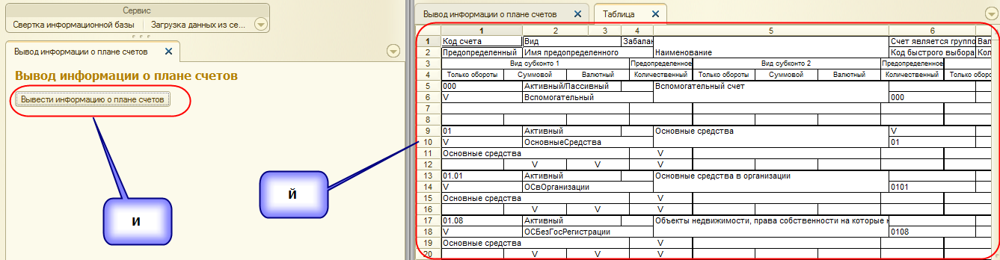 Сервис
Свертка информационной базы Загрузка данных из се...
Вывод информации о плане счетов
Вывод информации о плане счетов
Вывести информацию о плане счетов
И
Й
Вывод информации о плане счетов Таблица
1 2 3 4 5 6
1 Код счета Вид Забалан Счет является группо Вал
2 Предопределенный Имя предопределенного Наименование Код быстрого выбора Кол
3 Вид субконто 1 Предопределенное Вид субконто 2 Предопределенное
4 Только обороты Суммовой Валютный Количественный Только обороты Суммовой Валютный Количественный Только оборо
5 000 Активный/Пассивный Вспомогательный счет
6 V Вспомогательный 000
7
8
9 01 Активный Основные средства V
10 V ОсновныеСредства 01
11 Основные средства V
12 V V V
13 01.01 Активный Основные средства в организации
14 V ОСвОрганизации 0101
15 Основные средства V
16 V V V
17 01.08 Активный Объекты недвижимости, права собственности на которые н
18 V ОСБезГосРегистрации 0108
19 Основные средства V
20 V V V